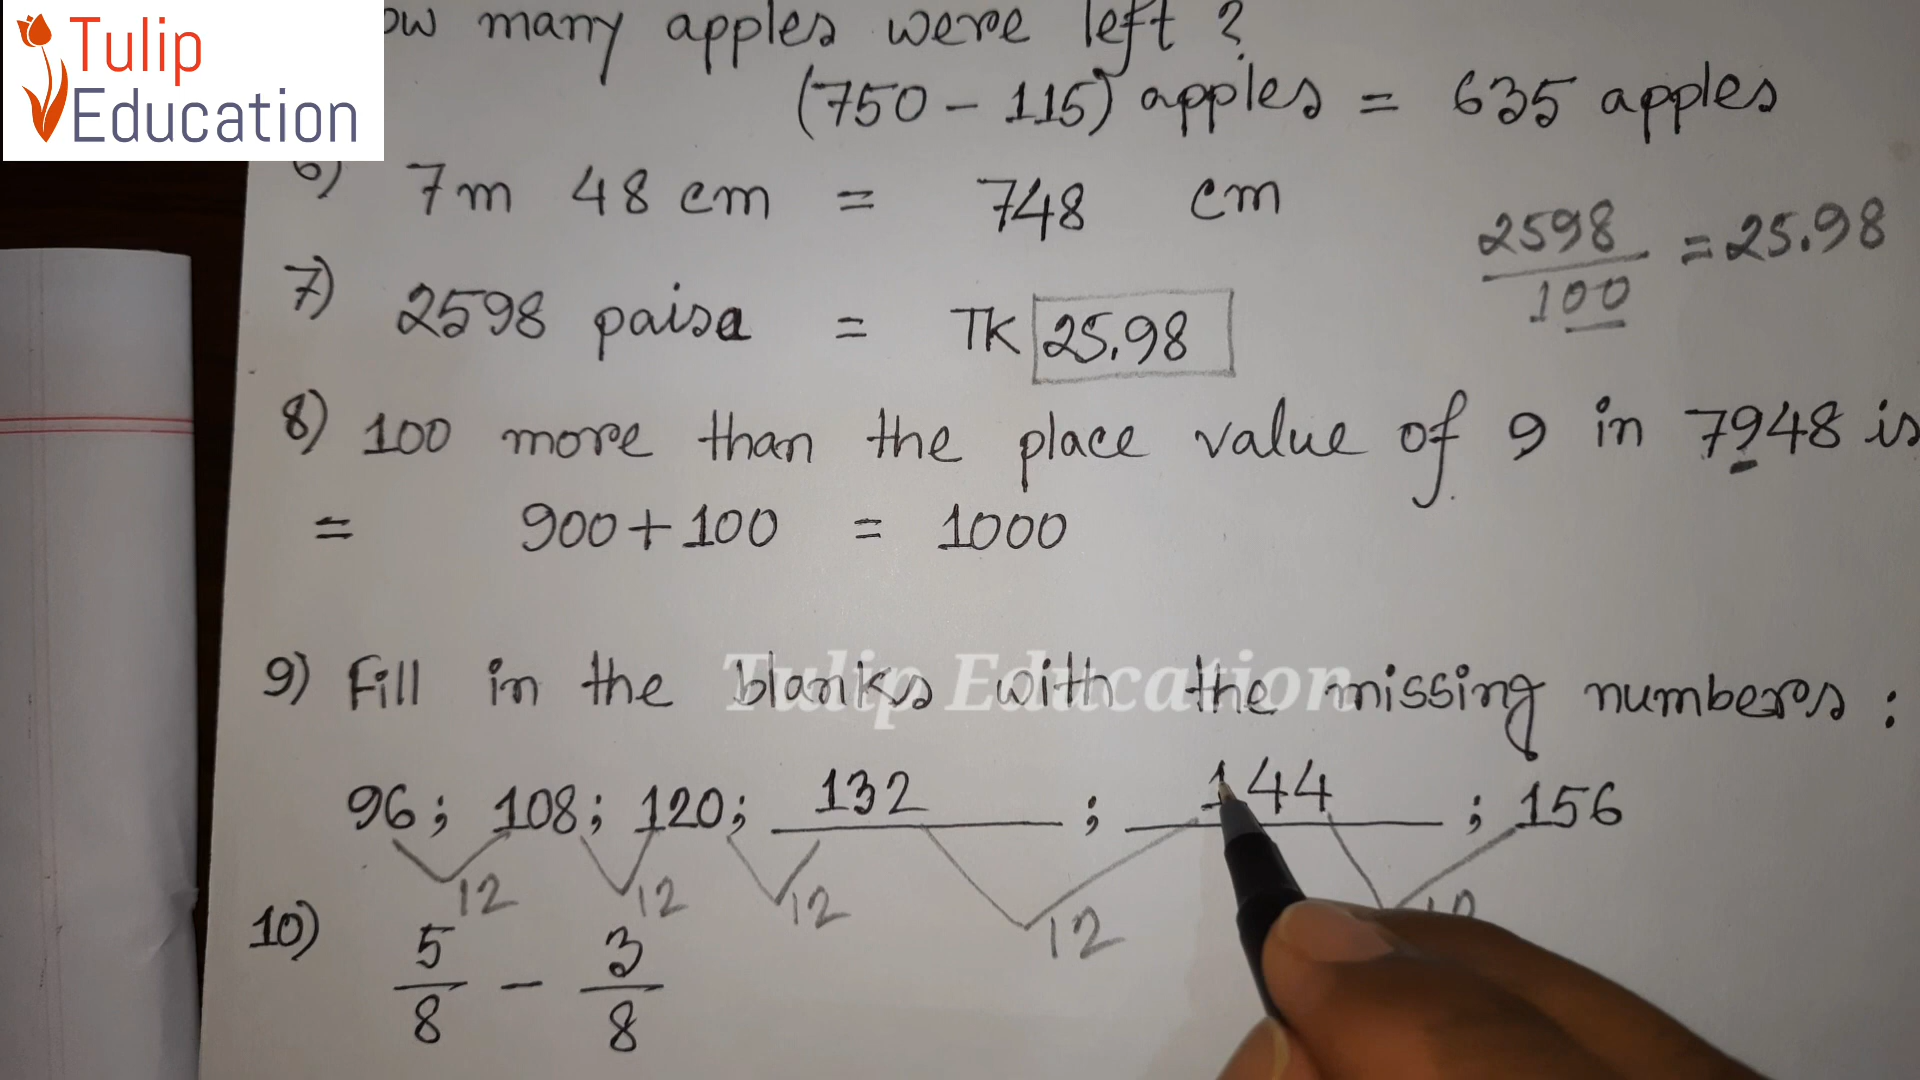 Tulip
Education
ow many apples were left ?
(750 - 115) apples = 635 apples
6) 7m 48 cm = 748 cm
2598/100 = 25.98
7) 2598 paisa = TK 25.98
8) 100 more than the place value of 9 in 7948 is
= 900 + 100 = 1000
Tulip Education
9) Fill in the blanks with the missing numbers :
96; 108; 120; 132 ; 144 ; 156
12 12 12 12 12
10) 5/8 - 3/8